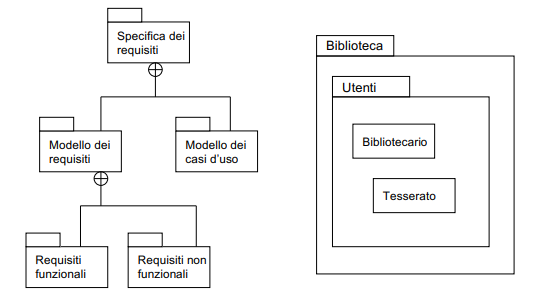 Specifica dei
requisiti
Modello dei
requisiti
Modello dei
casi d'uso
Requisiti
funzionali
Requisiti non
funzionali
Biblioteca
Utenti
Bibliotecario
Tesserato